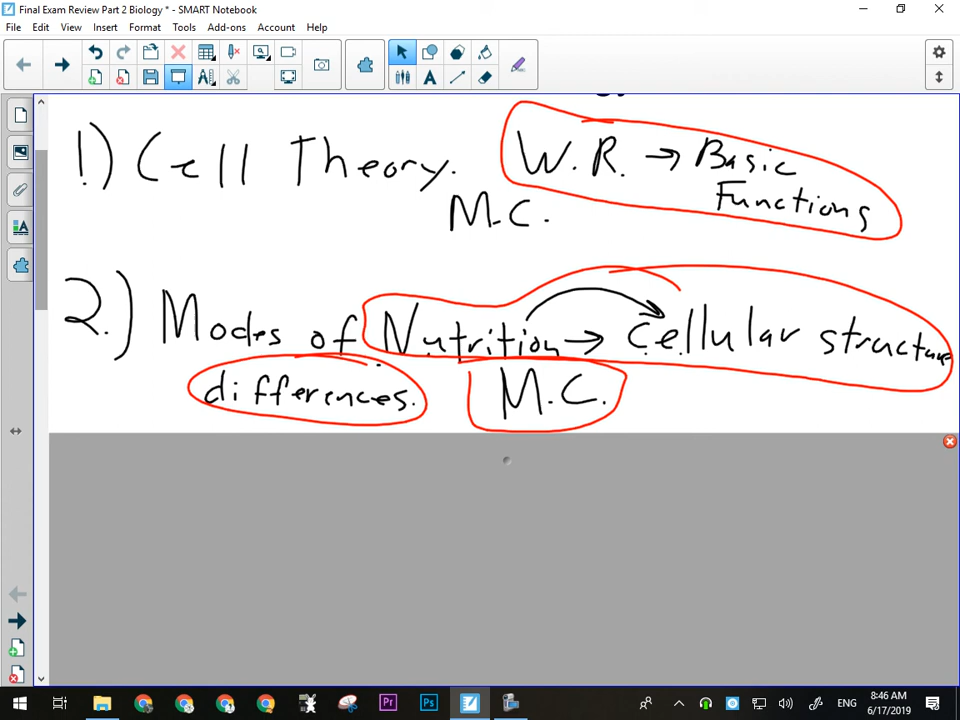 Final Exam Review Part 2 Biology * - SMART Notebook
File Edit View Insert Format Tools Add-ons Account Help
1.) Cell Theory. W.R. → Basic
Functions
M.C.
2.) Modes of Nutrition → Cellular structure
differences. M.C.
ENG
8:46 AM
6/17/2019